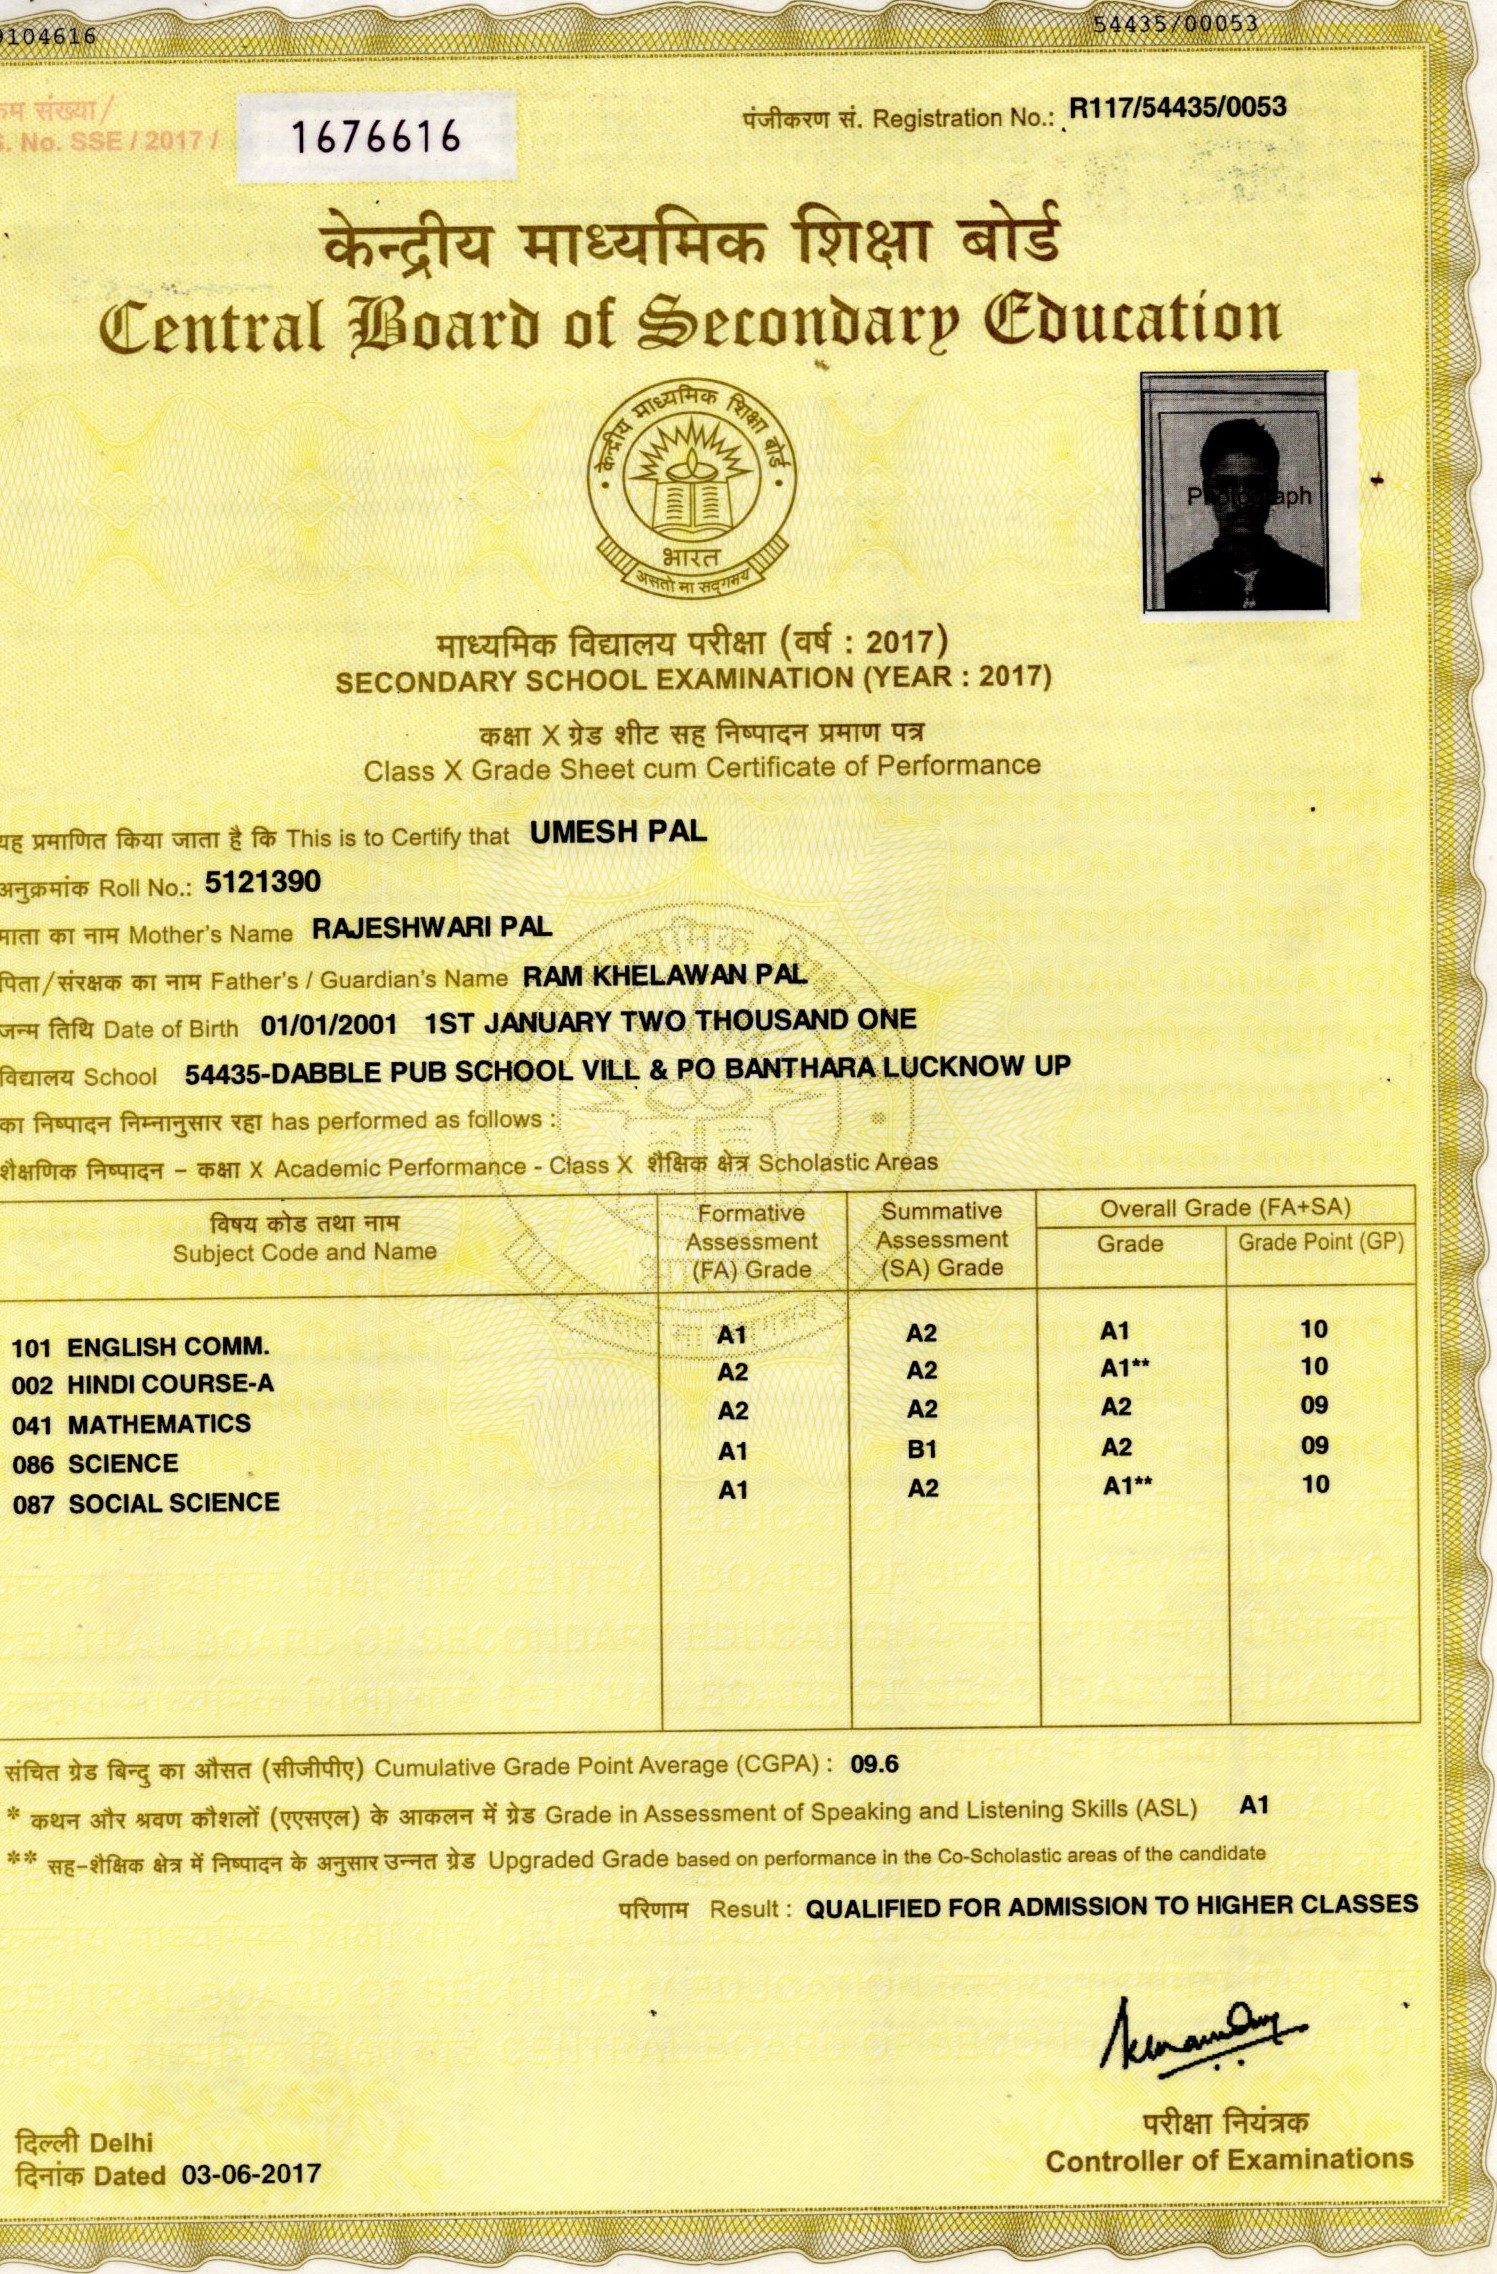 104616
54435/00053
संख्या/
No. SSE / 2017 /
1676616
पंजीकरण सं. Registration No.: R117/54435/0053
केन्द्रीय माध्यमिक शिक्षा बोर्ड
Central Board of Secondary Education
केन्द्रीय माध्यमिक शिक्षा बोर्ड
भारत
असतो मा सद्गमय
Photograph
माध्यमिक विद्यालय परीक्षा (वर्ष : 2017)
SECONDARY SCHOOL EXAMINATION (YEAR : 2017)
कक्षा X ग्रेड शीट सह निष्पादन प्रमाण पत्र
Class X Grade Sheet cum Certificate of Performance
यह प्रमाणित किया जाता है कि This is to Certify that UMESH PAL
अनुक्रमांक Roll No.: 5121390
माता का नाम Mother's Name RAJESHWARI PAL
पिता/संरक्षक का नाम Father's / Guardian's Name RAM KHELAWAN PAL
जन्म तिथि Date of Birth 01/01/2001 1ST JANUARY TWO THOUSAND ONE
विद्यालय School 54435-DABBLE PUB SCHOOL VILL & PO BANTHARA LUCKNOW UP
का निष्पादन निम्नानुसार रहा has performed as follows :
शैक्षणिक निष्पादन – कक्षा X Academic Performance - Class X शैक्षिक क्षेत्र Scholastic Areas
विषय कोड तथा नाम
Subject Code and Name
Formative
Assessment
(FA) Grade
Summative
Assessment
(SA) Grade
Overall Grade (FA+SA)
Grade
Grade Point (GP)
101 ENGLISH COMM. A1 A2 A1 10
002 HINDI COURSE-A A2 A2 A1** 10
041 MATHEMATICS A2 A2 A2 09
086 SCIENCE A1 B1 A2 09
087 SOCIAL SCIENCE A1 A2 A1** 10
संचित ग्रेड बिन्दु का औसत (सीजीपीए) Cumulative Grade Point Average (CGPA) : 09.6
* कथन और श्रवण कौशलों (एएसएल) के आकलन में ग्रेड Grade in Assessment of Speaking and Listening Skills (ASL) A1
** सह-शैक्षिक क्षेत्र में निष्पादन के अनुसार उन्नत ग्रेड Upgraded Grade based on performance in the Co-Scholastic areas of the candidate
परिणाम Result : QUALIFIED FOR ADMISSION TO HIGHER CLASSES
परीक्षा नियंत्रक
Controller of Examinations
दिल्ली Delhi
दिनांक Dated 03-06-2017